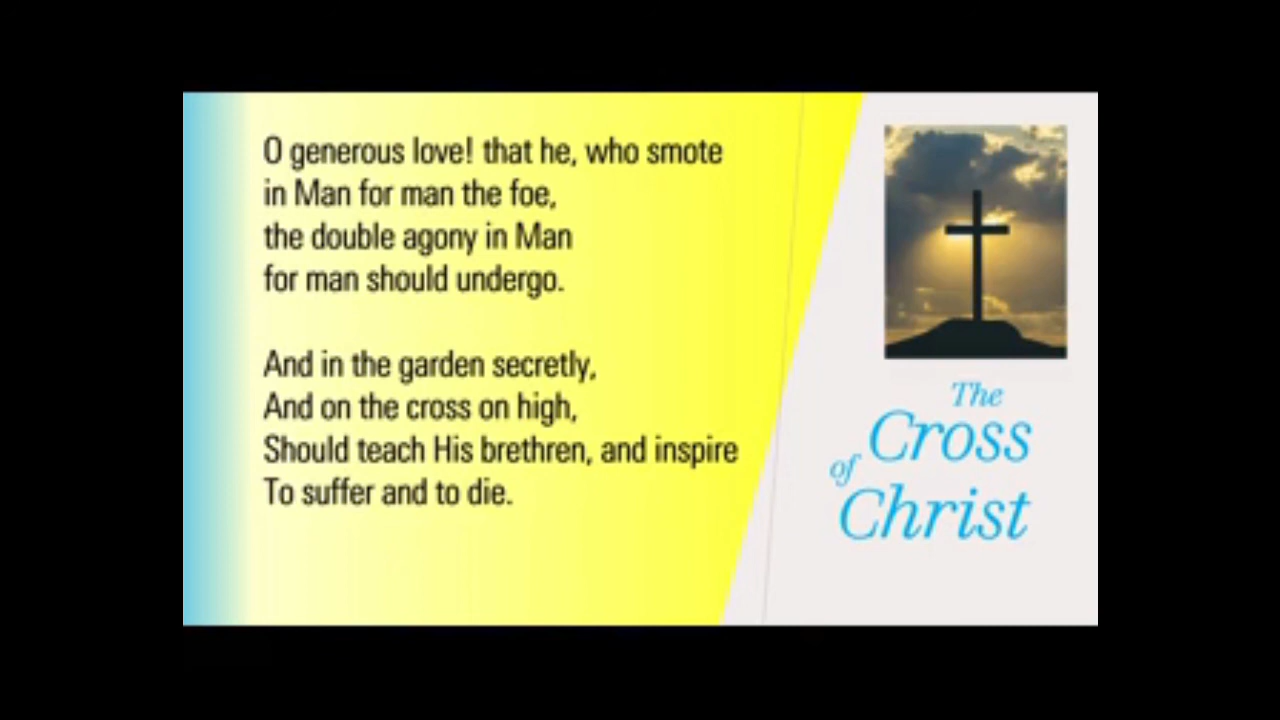 O generous love! that he, who smote
in Man for man the foe,
the double agony in Man
for man should undergo.
And in the garden secretly,
And on the cross on high,
Should teach His brethren, and inspire
To suffer and to die.
The
Cross
of
Christ